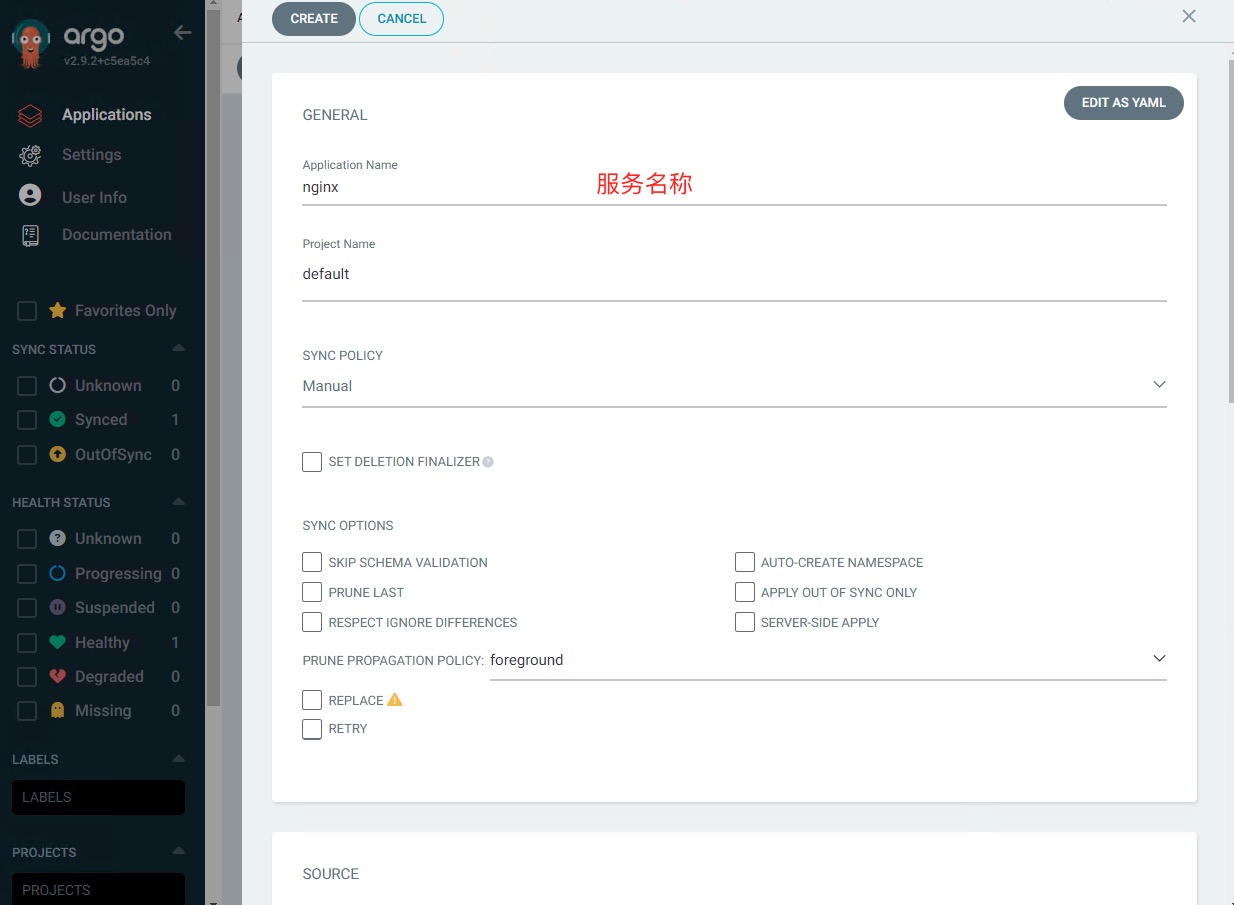 argo
v2.9.2+c5ea5c4
Applications
Settings
User Info
Documentation
Favorites Only
SYNC STATUS
Unknown 0
Synced 1
OutOfSync 0
HEALTH STATUS
Unknown 0
Progressing 0
Suspended 0
Healthy 1
Degraded 0
Missing 0
LABELS
LABELS
PROJECTS
PROJECTS
CREATE CANCEL
EDIT AS YAML
GENERAL
Application Name
nginx 服务名称
Project Name
default
SYNC POLICY
Manual
SET DELETION FINALIZER
SYNC OPTIONS
SKIP SCHEMA VALIDATION AUTO-CREATE NAMESPACE
PRUNE LAST APPLY OUT OF SYNC ONLY
RESPECT IGNORE DIFFERENCES SERVER-SIDE APPLY
PRUNE PROPAGATION POLICY: foreground
REPLACE
RETRY
SOURCE